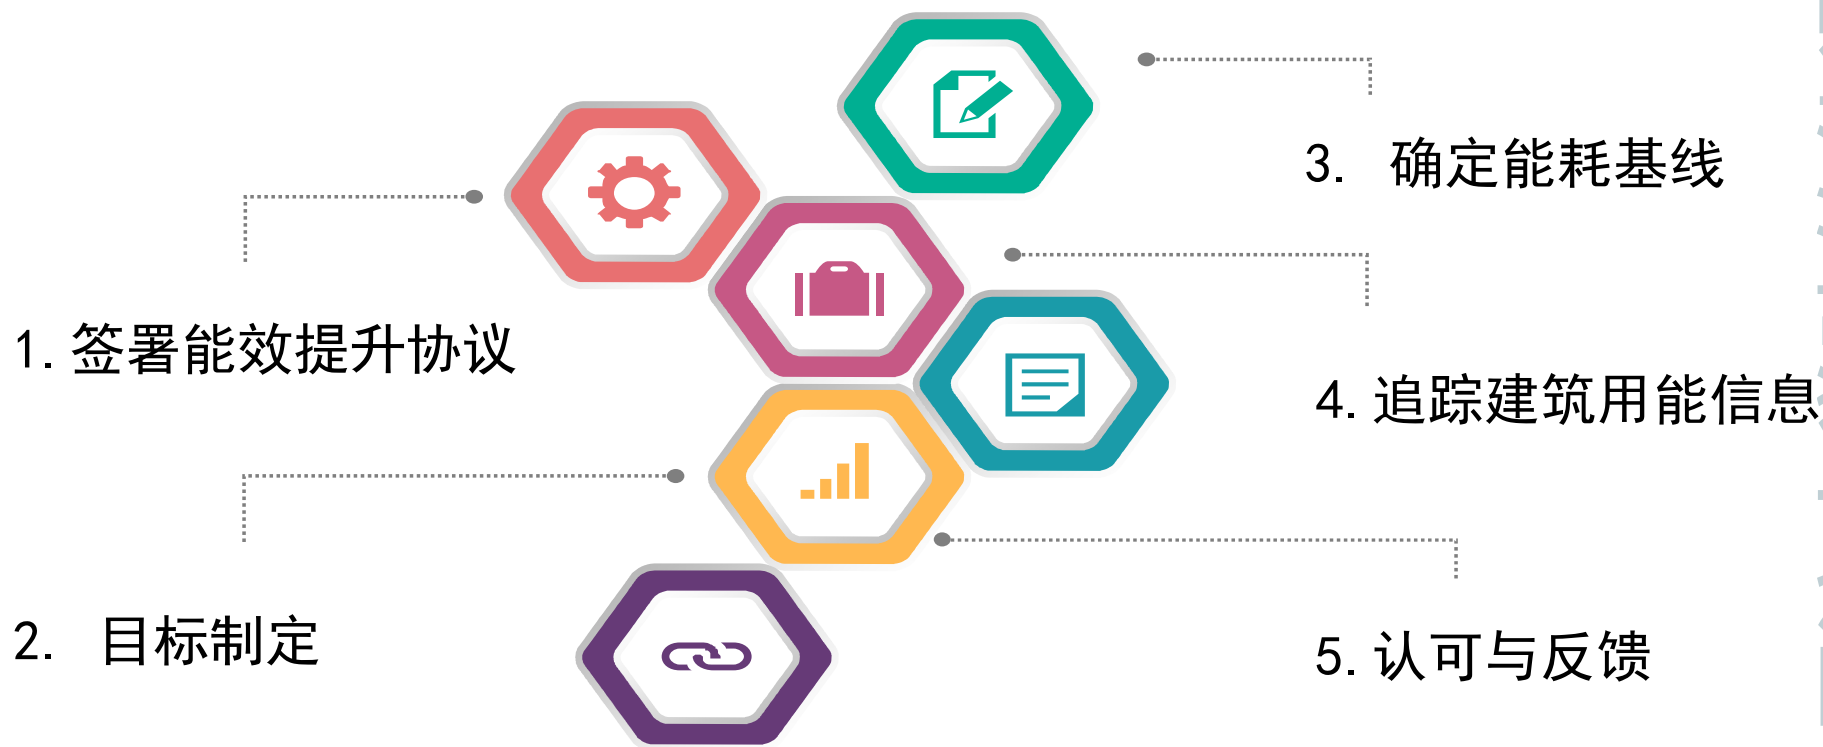 1.签署能效提升协议
2. 目标制定
3. 确定能耗基线
4.追踪建筑用能信息
5.认可与反馈